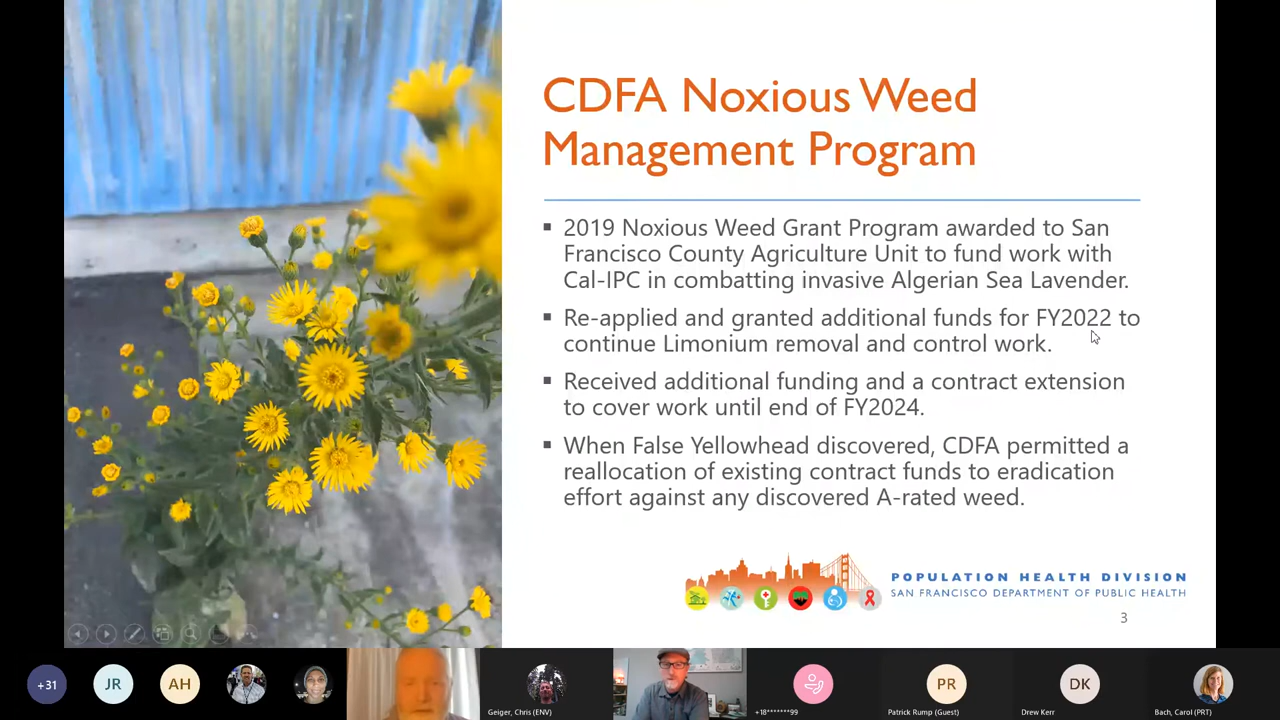 CDFA Noxious Weed
Management Program
▪ 2019 Noxious Weed Grant Program awarded to San
Francisco County Agriculture Unit to fund work with
Cal-IPC in combatting invasive Algerian Sea Lavender.
▪ Re-applied and granted additional funds for FY2022 to
continue Limonium removal and control work.
▪ Received additional funding and a contract extension
to cover work until end of FY2024.
▪ When False Yellowhead discovered, CDFA permitted a
reallocation of existing contract funds to eradication
effort against any discovered A-rated weed.
POPULATION HEALTH DIVISION
SAN FRANCISCO DEPARTMENT OF PUBLIC HEALTH
3
+31
JR
AH
Geiger, Chris (ENV)
+18*******99
PR
Patrick Rump (Guest)
DK
Drew Kerr
Bach, Carol (PRT)